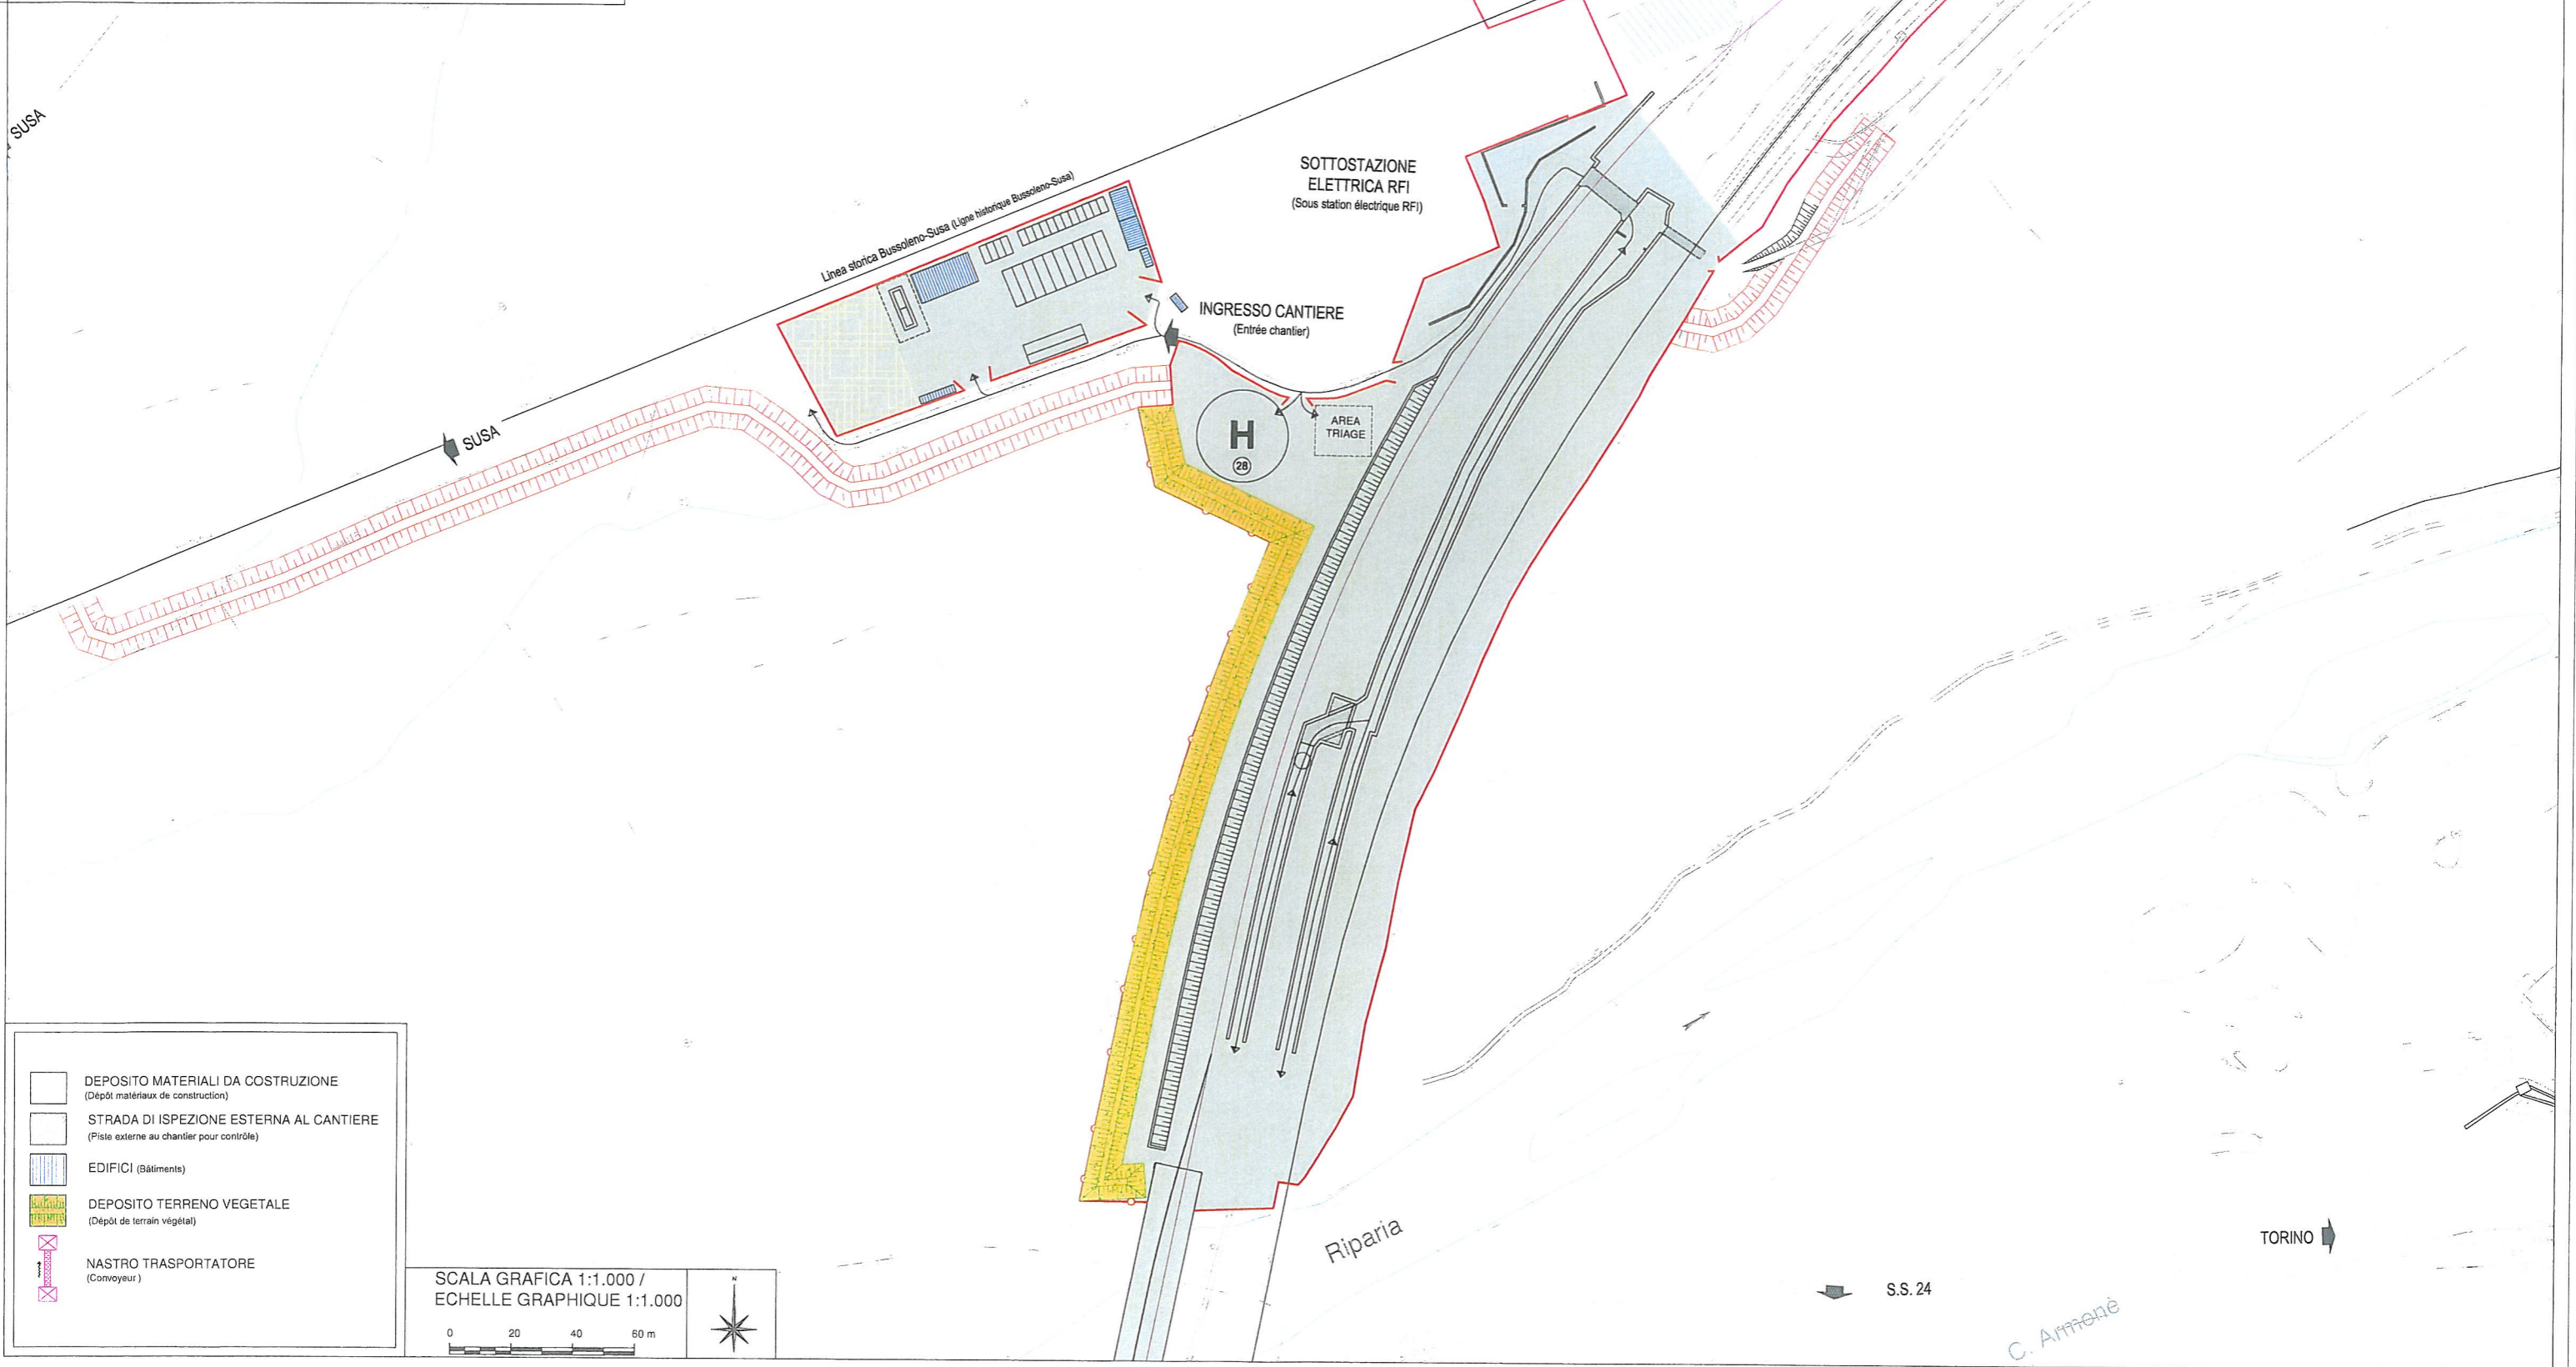 SUSA
SOTTOSTAZIONE
ELETTRICA RFI
(Sous station électrique RFI)
Linea storica Bussoleno-Susa (Ligne historique Bussoleno-Susa)
INGRESSO CANTIERE
(Entrée chantier)
SUSA
AREA
TRIAGE
H
28
DEPOSITO MATERIALI DA COSTRUZIONE
(Dépôt matériaux de construction)
STRADA DI ISPEZIONE ESTERNA AL CANTIERE
(Piste externe au chantier pour contrôle)
EDIFICI (Bâtiments)
DEPOSITO TERRENO VEGETALE
(Dépôt de terrain végétal)
NASTRO TRASPORTATORE
(Convoyeur)
SCALA GRAFICA 1:1.000 /
ECHELLE GRAPHIQUE 1:1.000
0 20 40 60 m
N
Riparia
TORINO
S.S. 24
C. Armonè